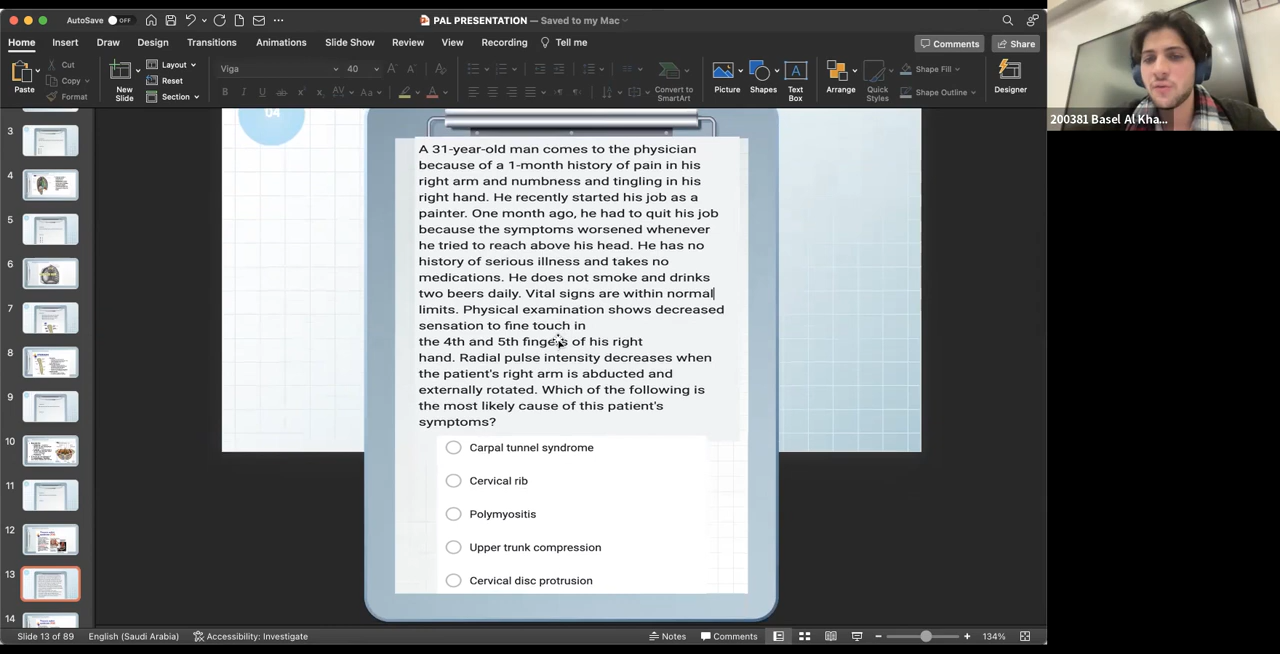 AutoSave OFF
PAL PRESENTATION — Saved to my Mac
Home Insert Draw Design Transitions Animations Slide Show Review View Recording Tell me
Comments Share
Paste
Cut
Copy
Format
New Slide
Layout
Reset
Section
Viga 40
Convert to SmartArt
Picture
Shapes
Text Box
Arrange
Quick Styles
Shape Fill
Shape Outline
Designer
200381 Basel Al Kha...
3
4
5
6
7
8
9
10
11
12
13
14
04
A 31-year-old man comes to the physician
because of a 1-month history of pain in his
right arm and numbness and tingling in his
right hand. He recently started his job as a
painter. One month ago, he had to quit his job
because the symptoms worsened whenever
he tried to reach above his head. He has no
history of serious illness and takes no
medications. He does not smoke and drinks
two beers daily. Vital signs are within normal
limits. Physical examination shows decreased
sensation to fine touch in
the 4th and 5th fingers of his right
hand. Radial pulse intensity decreases when
the patient's right arm is abducted and
externally rotated. Which of the following is
the most likely cause of this patient's
symptoms?
Carpal tunnel syndrome
Cervical rib
Polymyositis
Upper trunk compression
Cervical disc protrusion
Slide 13 of 89 English (Saudi Arabia) Accessibility: Investigate Notes Comments 134%